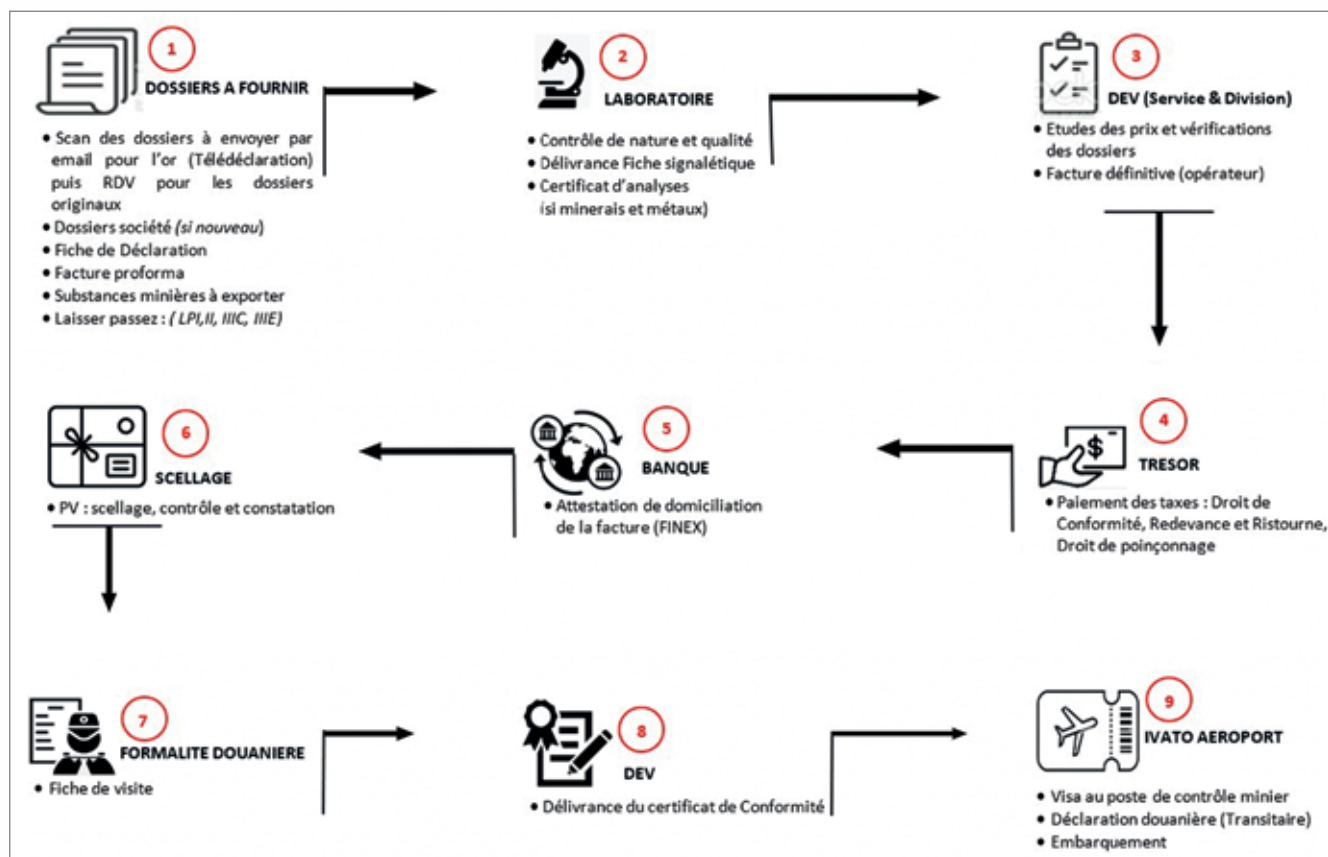 1
DOSSIERS A FOURNIR
• Scan des dossiers à envoyer par
email pour l'or (Télédéclaration)
puis RDV pour les dossiers
originaux
• Dossiers société (si nouveau)
• Fiche de Déclaration
• Facture proforma
• Substances minières à exporter
• Laisser passez : ( LPI,II, IIIC, IIIE)
2
LABORATOIRE
• Contrôle de nature et qualité
• Délivrance Fiche signalétique
• Certificat d'analyses
(si minerais et métaux)
3
DEV (Service & Division)
• Etudes des prix et vérifications
des dossiers
• Facture définitive (opérateur)
4
TRESOR
• Paiement des taxes : Droit de
Conformité, Redevance et Ristourne,
Droit de poinçonnage
5
BANQUE
• Attestation de domiciliation
de la facture (FINEX)
6
SCELLAGE
• PV : scellage, contrôle et constatation
7
FORMALITE DOUANIERE
• Fiche de visite
8
DEV
• Délivrance du certificat de Conformité
9
IVATO AEROPORT
• Visa au poste de contrôle minier
• Déclaration douanière (Transitaire)
• Embarquement